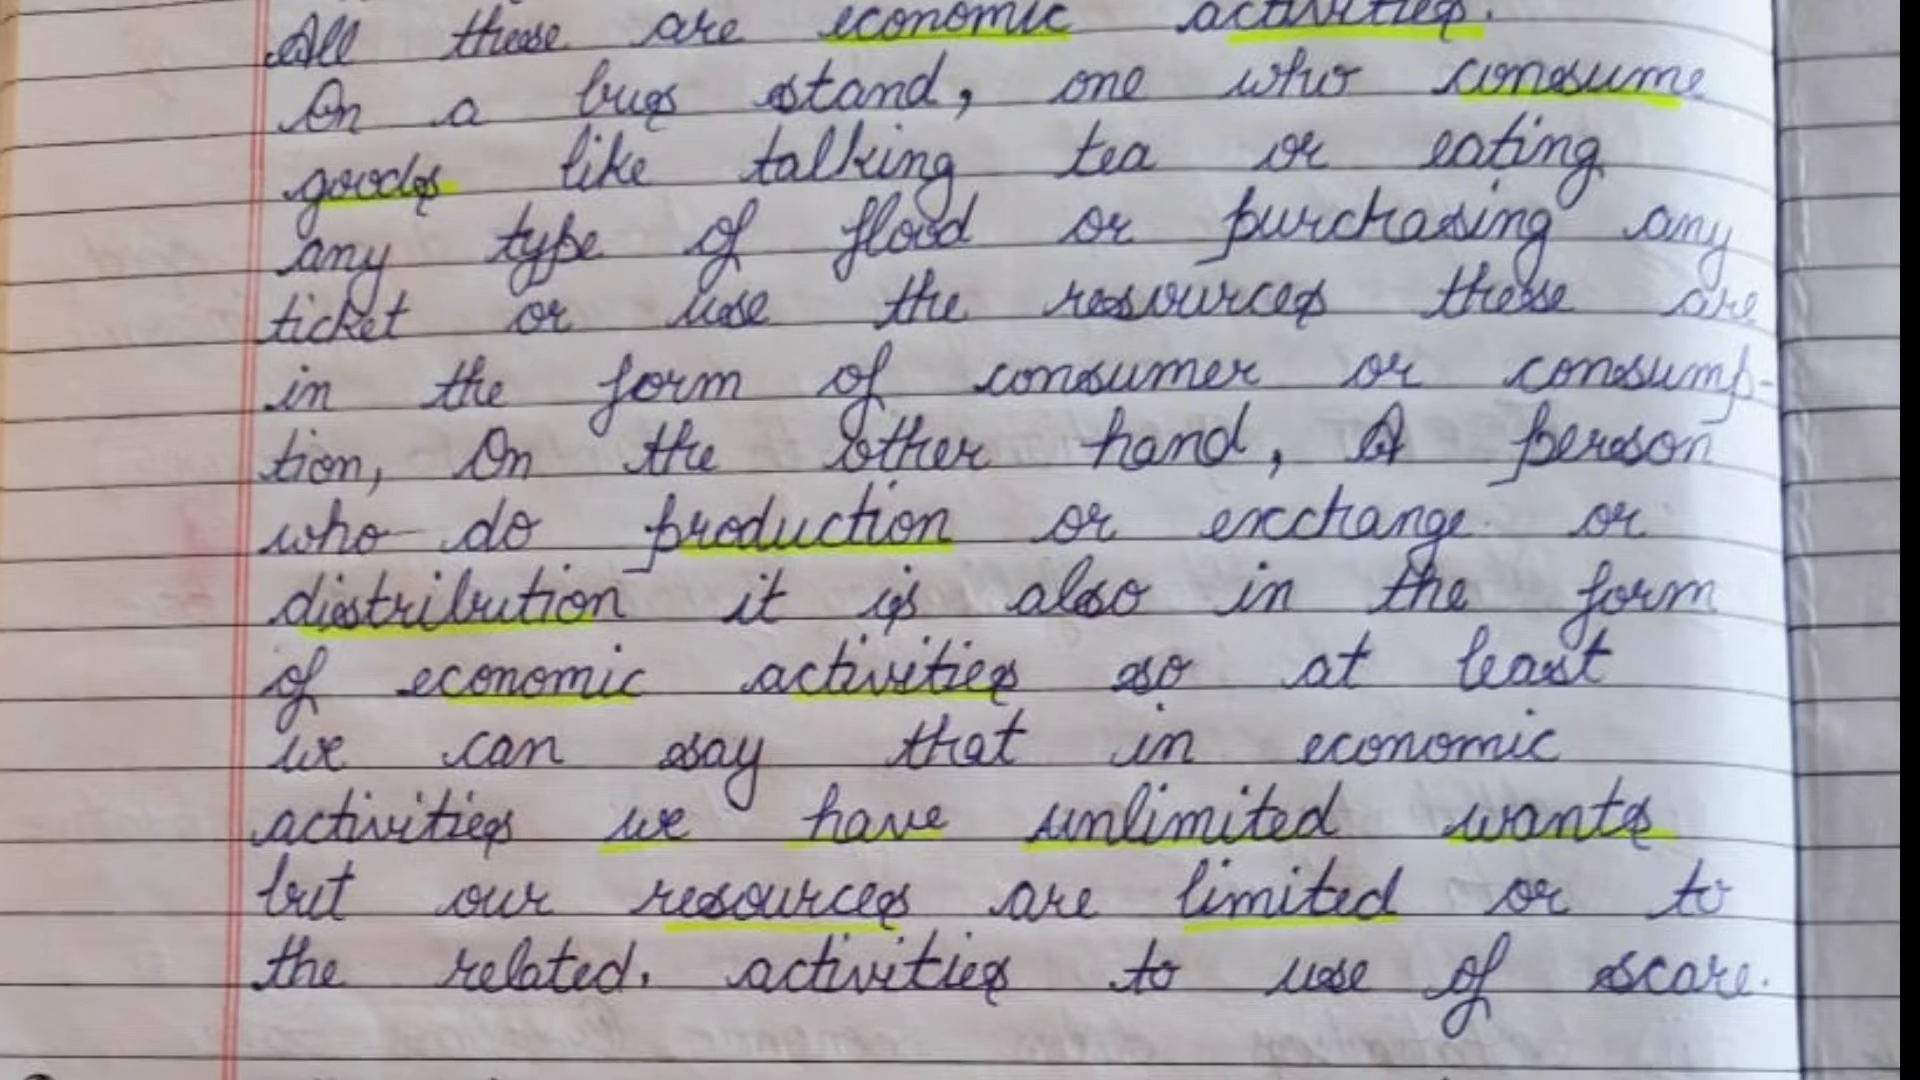 All these are economic activities.
On a bus stand, one who consume
goods like talking tea or eating
any type of flood or purchasing any
ticket or use the resources these are
in the form of consumer or consump-
tion, On the other hand, A person
who do production or exchange or
distribution it is also in the form
of economic activities so at least
we can say that in economic
activities we have unlimited wants
but our resources are limited or to
the related. activities to use of scare.